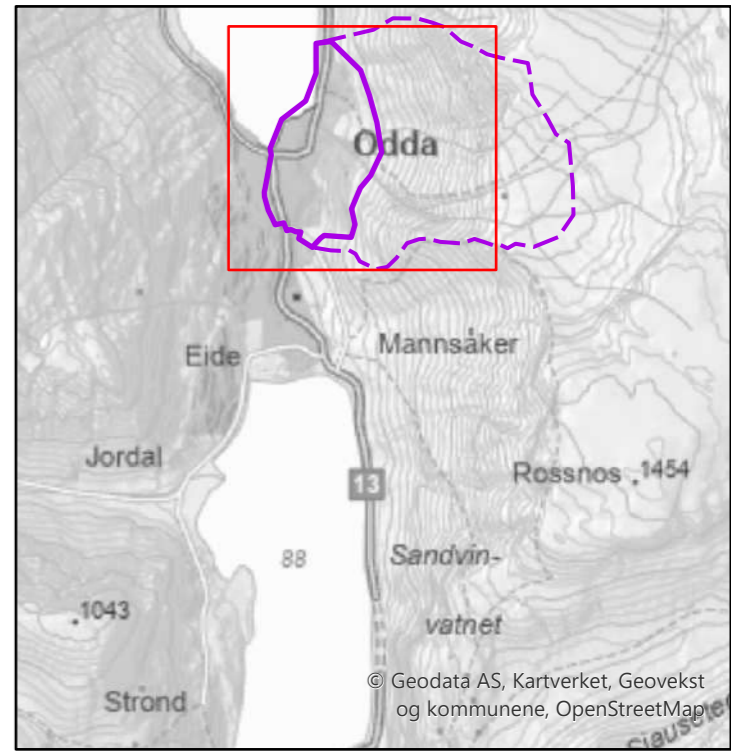 Odda
Mannsåker
Eide
Jordal
Rossnos
1454
13
88
Sandvin-
vatnet
1043
Strond
© Geodata AS, Kartverket, Geovekst
og kommunene, OpenStreetMap